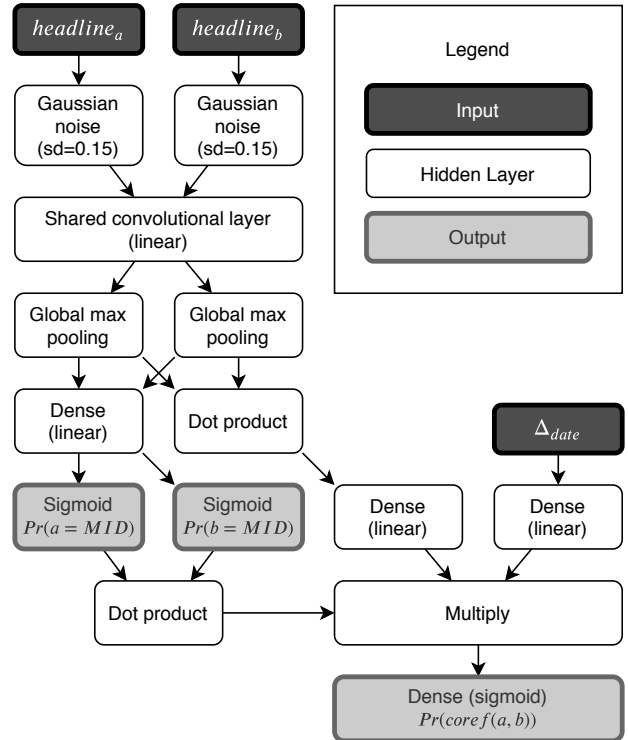 headline_a
headline_b
Gaussian
noise
(sd=0.15)
Gaussian
noise
(sd=0.15)
Shared convolutional layer
(linear)
Global max
pooling
Global max
pooling
Dense
(linear)
Dot product
Sigmoid
Pr(a = MID)
Sigmoid
Pr(b = MID)
Dot product
Δ_date
Dense
(linear)
Dense
(linear)
Multiply
Dense (sigmoid)
Pr(coref(a, b))
Legend
Input
Hidden Layer
Output